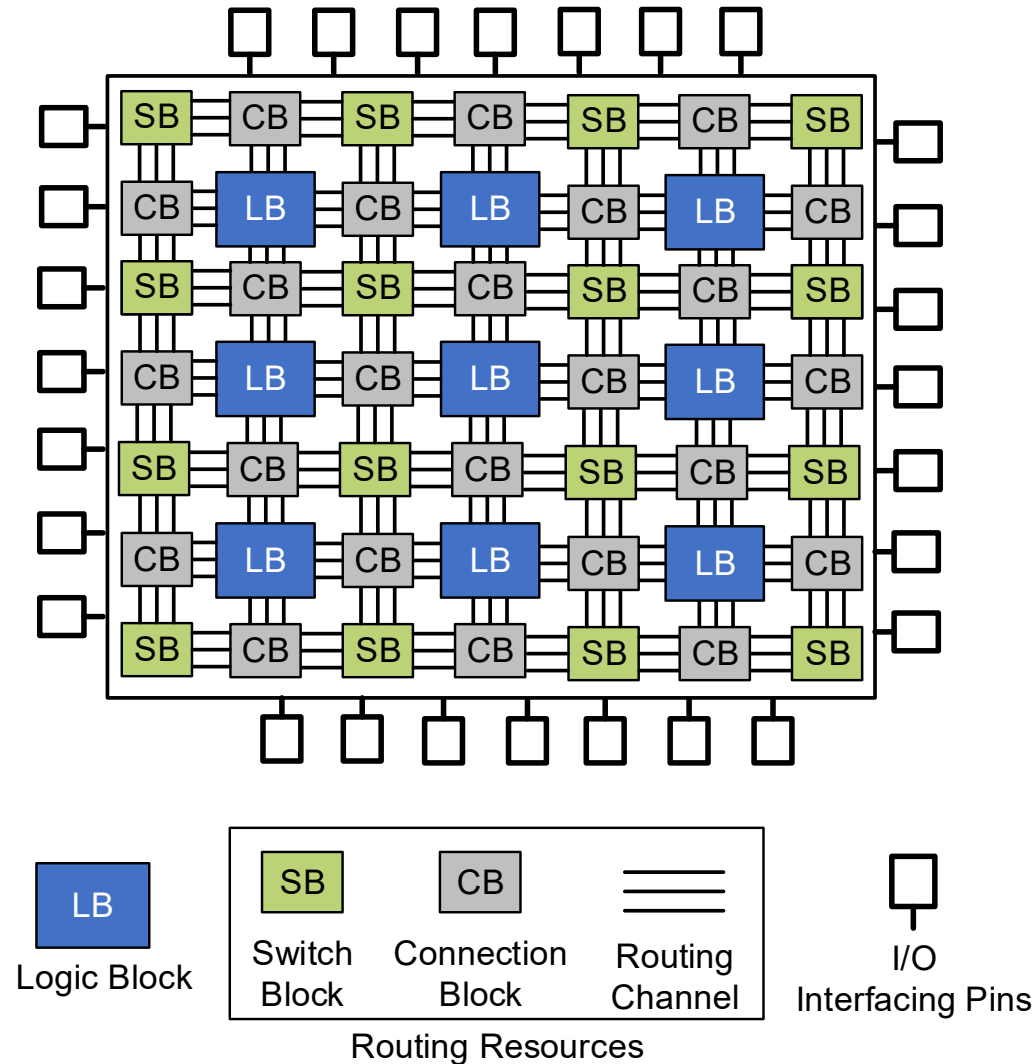 SB CB SB CB SB CB SB
CB LB CB LB CB LB CB
SB CB SB CB SB CB SB
CB LB CB LB CB LB CB
SB CB SB CB SB CB SB
CB LB CB LB CB LB CB
SB CB SB CB SB CB SB
LB
Logic Block
SB
Switch
Block
CB
Connection
Block
Routing
Channel
I/O
Interfacing Pins
Routing Resources